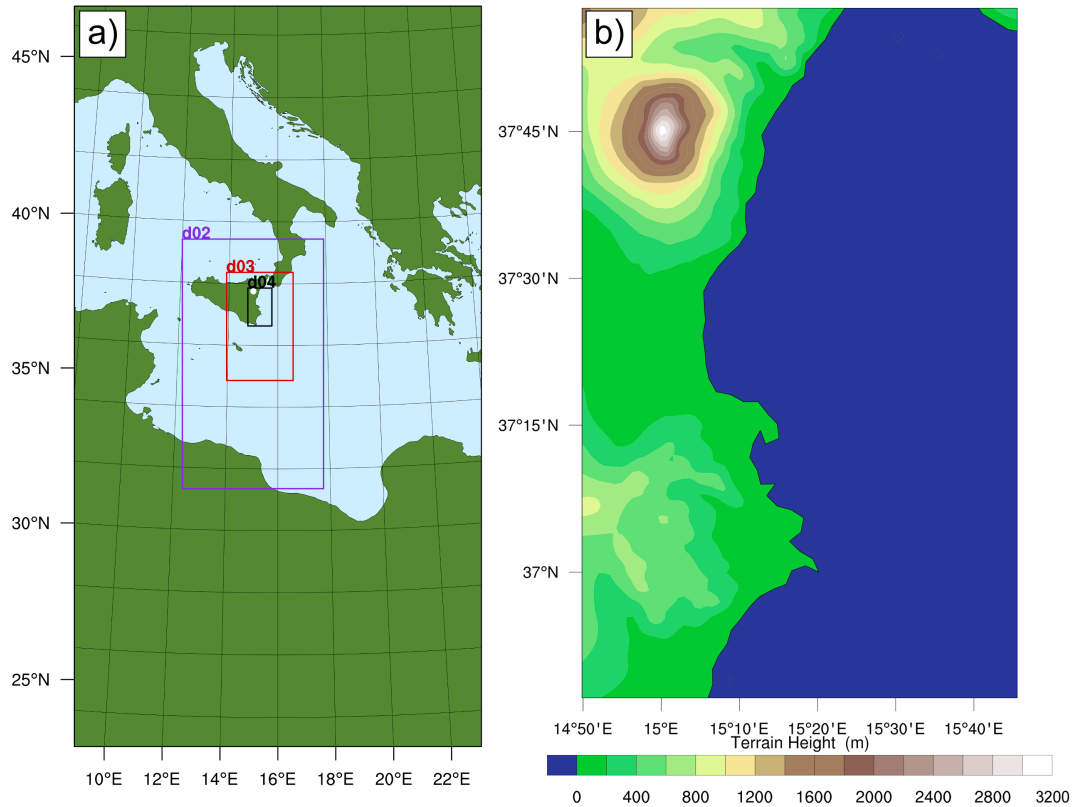 a)
45°N
40°N
35°N
30°N
25°N
d02
d03
d04
10°E 12°E 14°E 16°E 18°E 20°E 22°E
b)
37°45'N
37°30'N
37°15'N
37°N
14°50'E 15°E 15°10'E 15°20'E 15°30'E 15°40'E
Terrain Height (m)
0 400 800 1200 1600 2000 2400 2800 3200